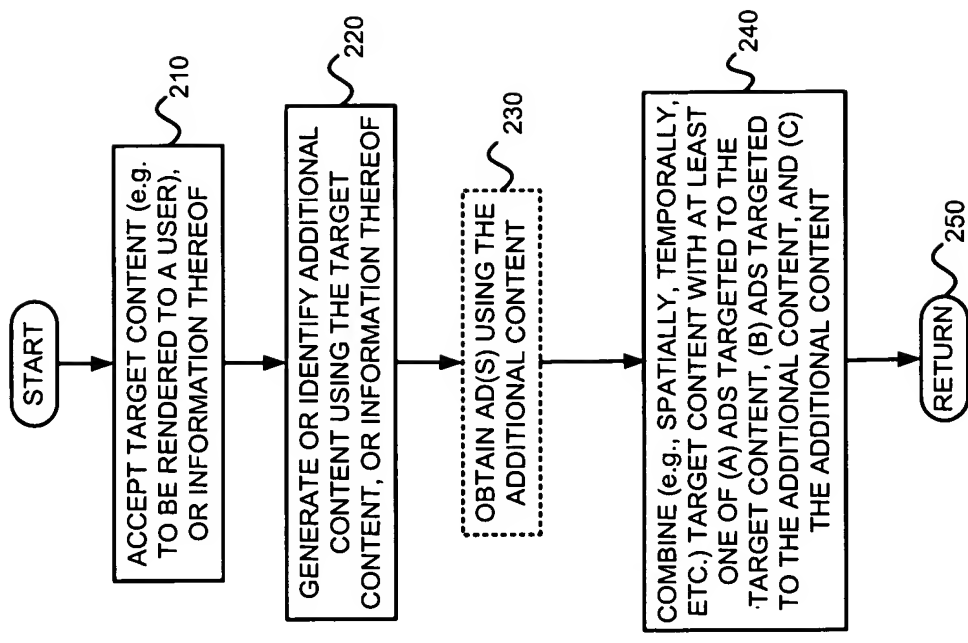 START
210
ACCEPT TARGET CONTENT (e.g.
TO BE RENDERED TO A USER),
OR INFORMATION THEREOF
220
GENERATE OR IDENTIFY ADDITIONAL
CONTENT USING THE TARGET
CONTENT, OR INFORMATION THEREOF
230
OBTAIN AD(S) USING THE
ADDITIONAL CONTENT
240
COMBINE (e.g., SPATIALLY, TEMPORALLY,
ETC.) TARGET CONTENT WITH AT LEAST
ONE OF (A) ADS TARGETED TO THE
TARGET CONTENT, (B) ADS TARGETED
TO THE ADDITIONAL CONTENT, AND (C)
THE ADDITIONAL CONTENT
250
RETURN